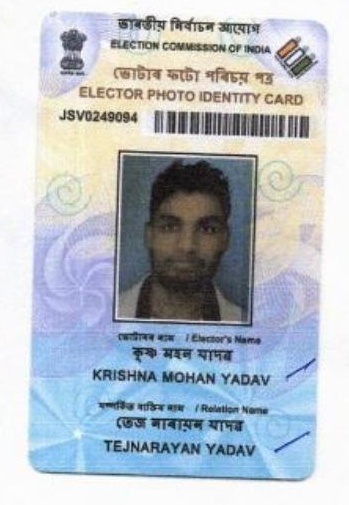 ভাৰতীয় নিৰ্বাচন আয়োগ
ELECTION COMMISSION OF INDIA
ভোটাৰ ফটো পৰিচয় পত্ৰ
ELECTOR PHOTO IDENTITY CARD
JSV0249094
ভোটাৰৰ নাম / Elector's Name
কৃষ্ণ মহন যাদৱ
KRISHNA MOHAN YADAV
সম্পৰ্কিত ব্যক্তিৰ নাম / Relation Name
তেজ নাৰায়ন যাদৱ
TEJNARAYAN YADAV